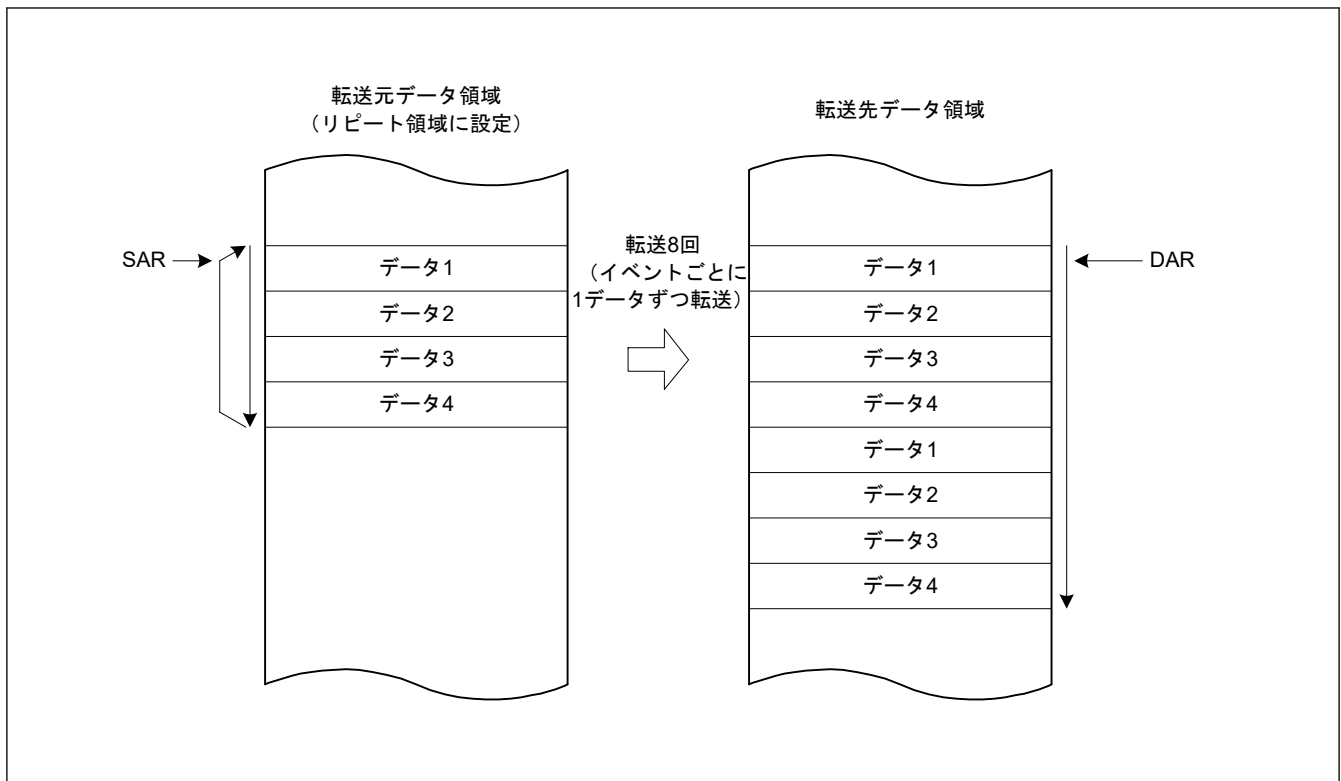 転送元データ領域
（リピート領域に設定）
転送先データ領域
SAR
データ1
データ2
データ3
データ4
転送8回
（イベントごとに
1データずつ転送）
データ1
データ2
データ3
データ4
データ1
データ2
データ3
データ4
DAR